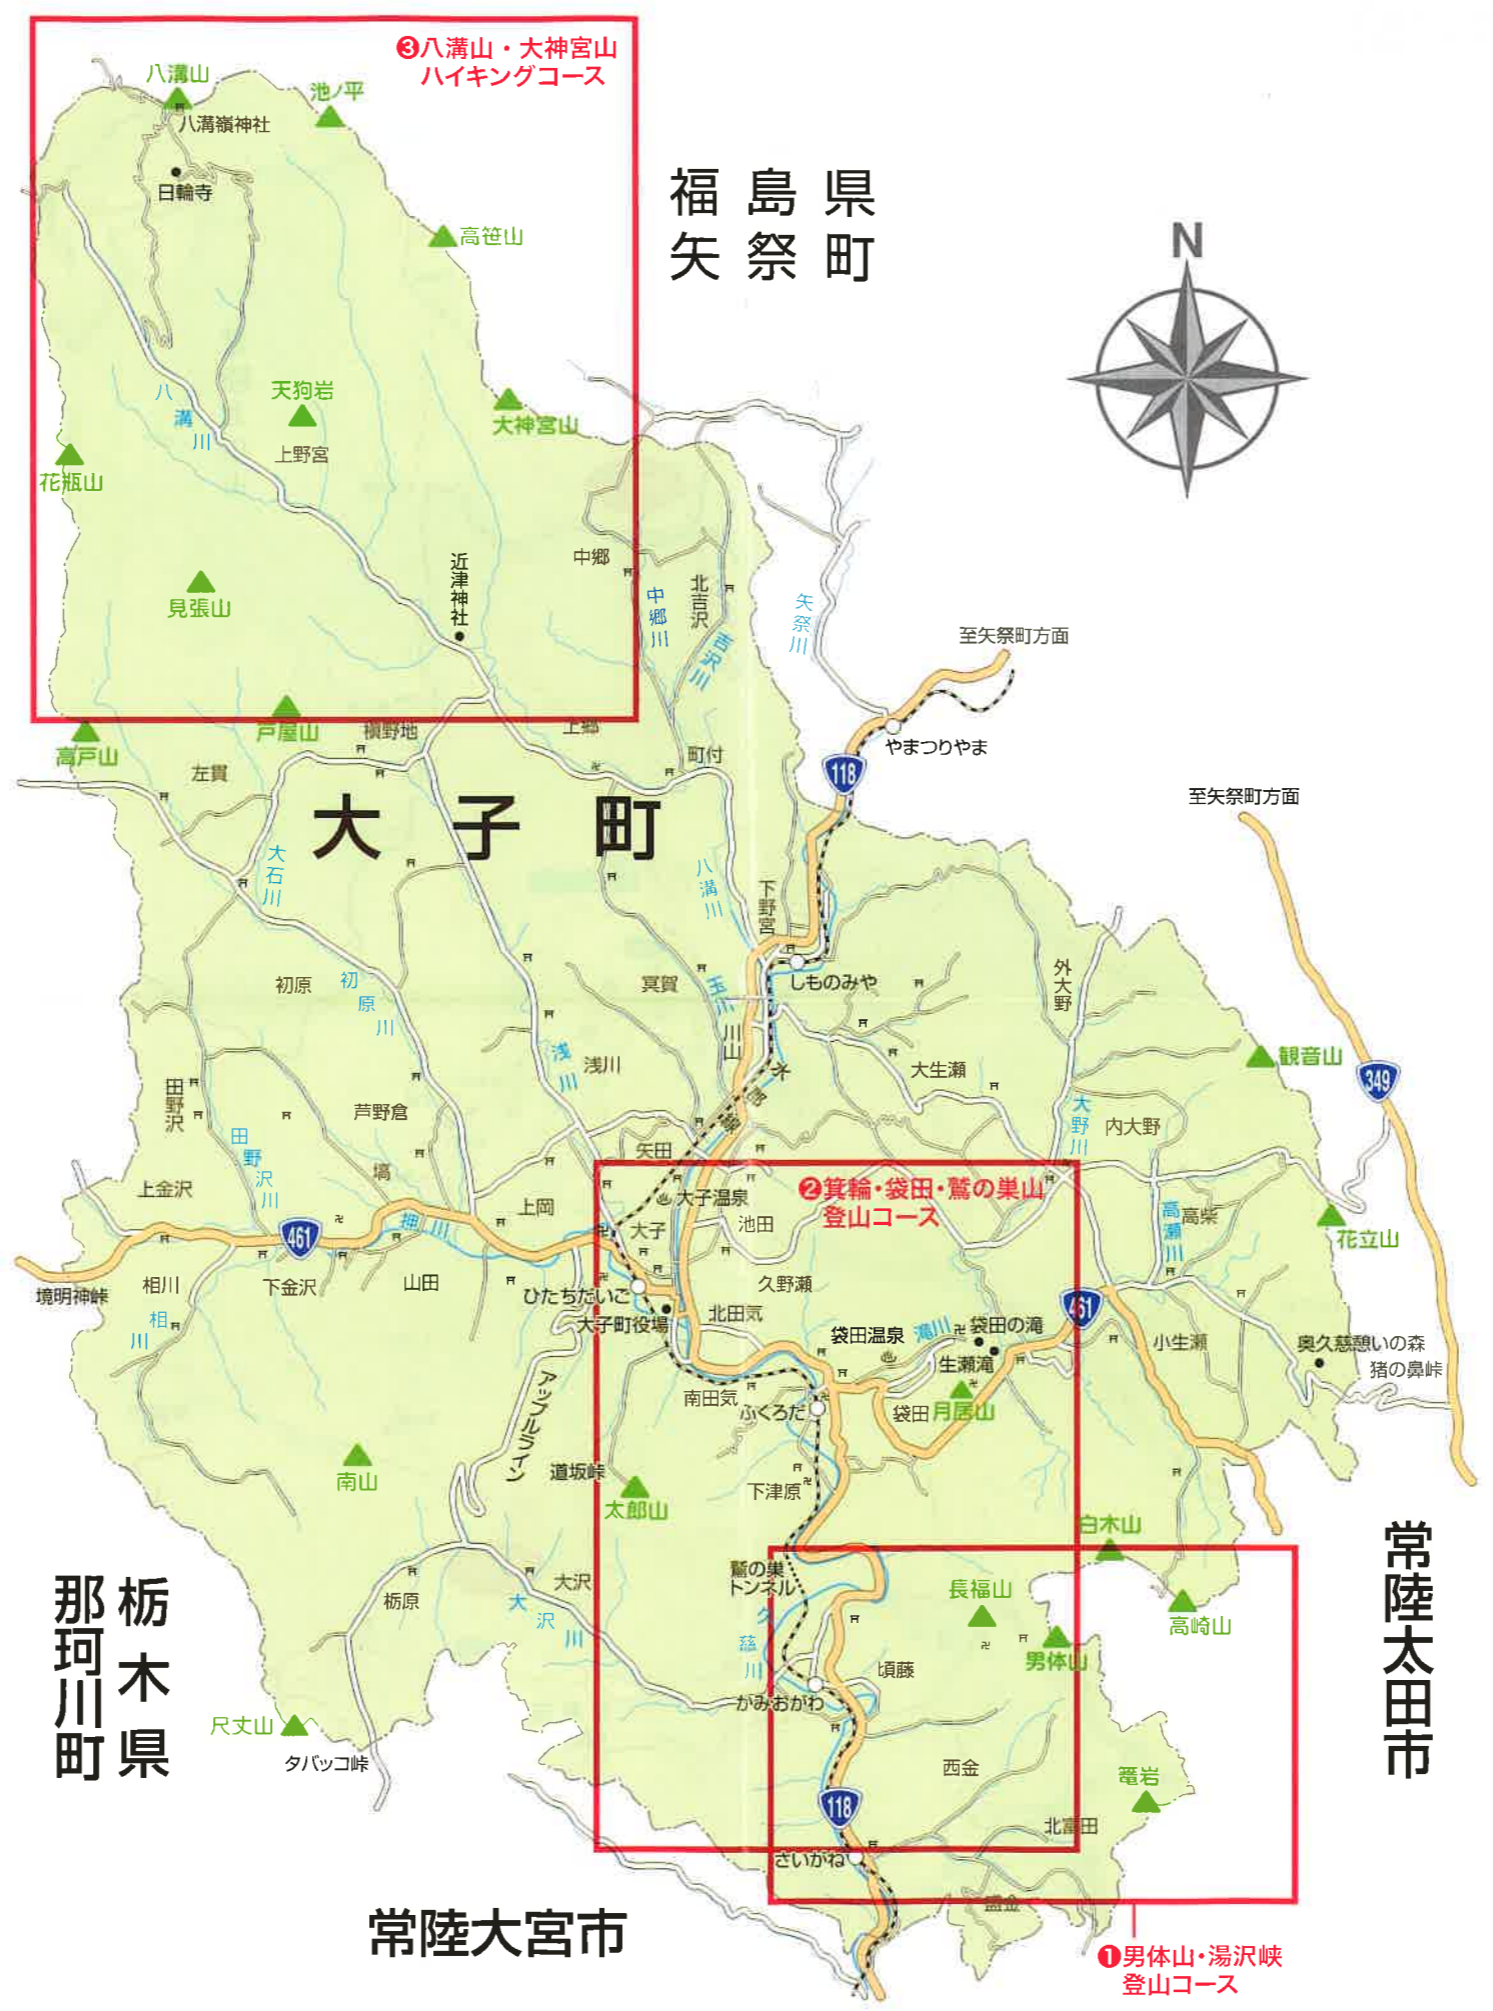 ❸八溝山・大神宮山
ハイキングコース
八溝山
池ノ平
八溝嶺神社
日輪寺
高笹山
福島県
矢祭町
N
八溝川
天狗岩
上野宮
大神宮山
花瓶山
見張山
近津神社
中郷
中郷川
北吉沢
吉沢川
矢祭川
至矢祭町方面
やまつりやま
高戸山
芦屋山
槇野地
上郷
町付
左貫
118
至矢祭町方面
大子町
大石川
八溝川
下野宮
しものみや
初原
初原川
冥賀
玉川
川山
外大野
水郡線
浅川
浅川
大生瀬
観音山
349
田野沢
芦野倉
大野川
内大野
田野沢川
矢田
塙
上金沢
上岡
❷箕輪・袋田・鷲の巣山
登山コース
大子温泉
池田
大子
高瀬川
高柴
花立山
461
押川
境明神峠
相川
相川
下金沢
山田
ひたちだいご
大子町役場
久野瀬
北田気
461
袋田温泉
滝川
袋田の滝
生瀬滝
小生瀬
奥久慈憩いの森
猪の鼻峠
アップルライン
南田気
ふくろだ
袋田
月居山
南山
道坂峠
太郎山
下津原
白木山
常陸太田市
栃木県
那珂川町
栃原
大沢
大沢川
鷲の巣
トンネル
久慈川
長福山
高崎山
男体山
頃藤
かみおがわ
尺丈山
タバッコ峠
西金
篭岩
118
北富田
さいがね
盛金
常陸大宮市
❶男体山・湯沢峡
登山コース